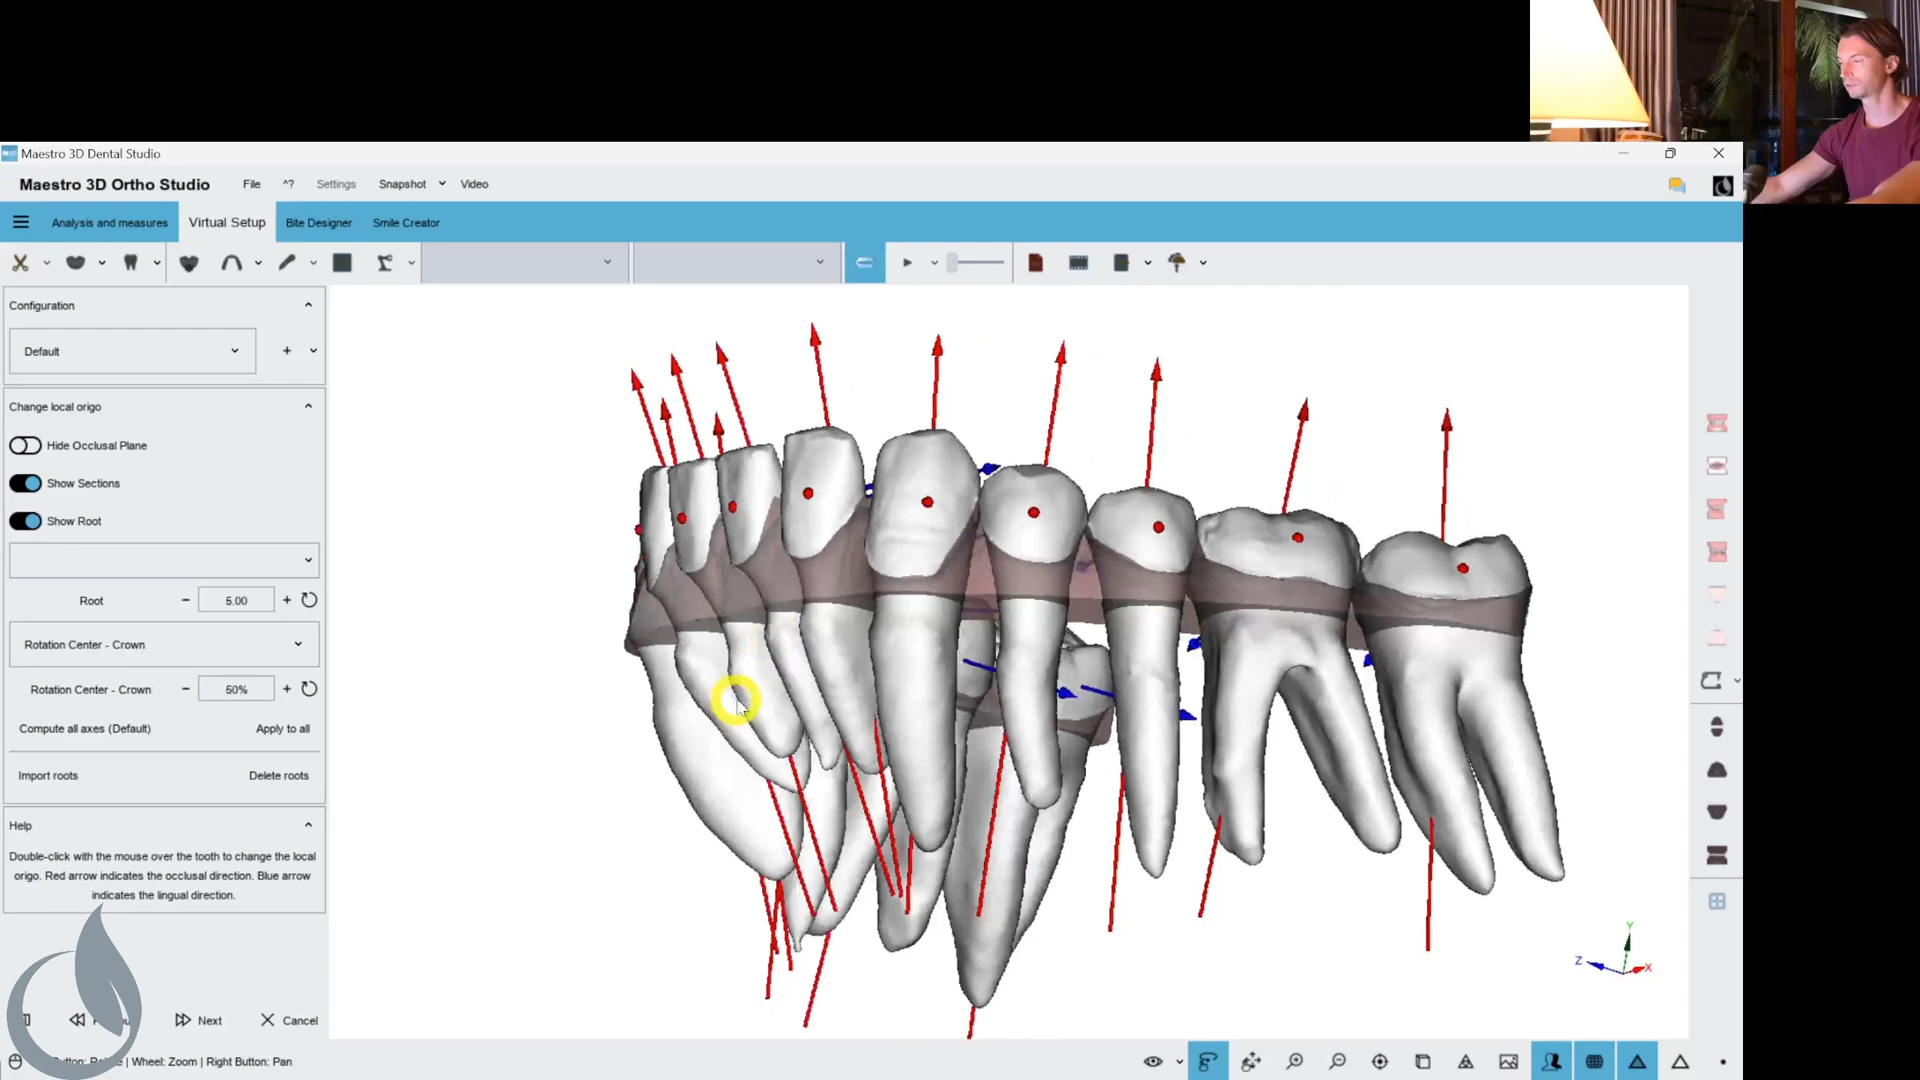 Maestro 3D Dental Studio
Maestro 3D Ortho Studio File ^? Settings Snapshot Video
Analysis and measures Virtual Setup Bite Designer Smile Creator
Configuration
Default +
Change local origo
Hide Occlusal Plane
Show Sections
Show Root
Root - 5.00 +
Rotation Center - Crown
Rotation Center - Crown - 50% +
Compute all axes (Default) Apply to all
Import roots Delete roots
Help
Double-click with the mouse over the tooth to change the local
origo. Red arrow indicates the occlusal direction. Blue arrow
indicates the lingual direction.
Next Cancel
Button: | Wheel: Zoom | Right Button: Pan
Y
Z
X